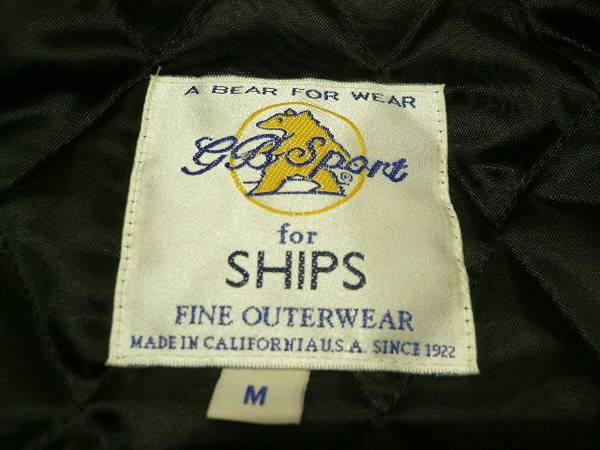 A BEAR FOR WEAR
GB Sport®
for
SHIPS
FINE OUTERWEAR
MADE IN CALIFORNIA U.S.A. SINCE 1922
M